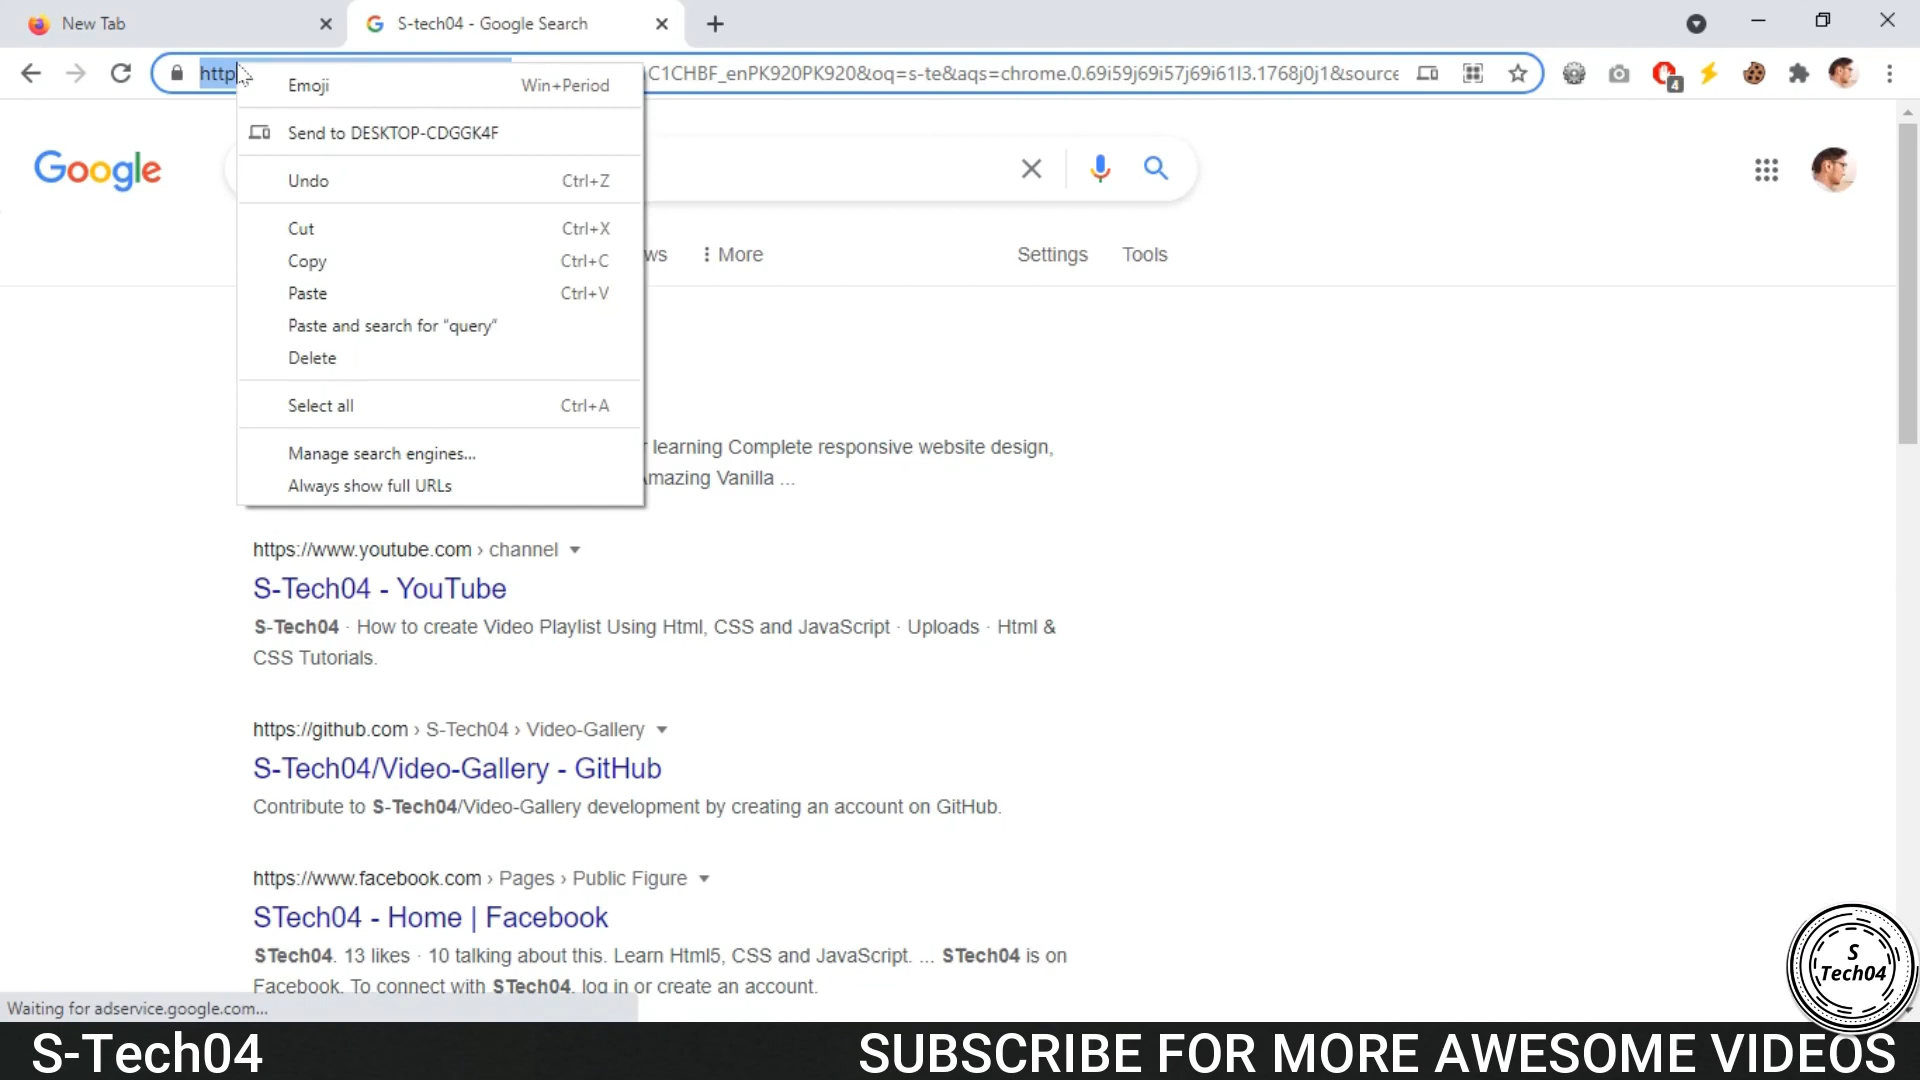 New Tab
S-tech04 - Google Search
http
C1CHBF_enPK920PK920&oq=s-te&aqs=chrome.0.69i59j69i57j69i61l3.1768j0j1&source
4
Emoji Win+Period
Send to DESKTOP-CDGGK4F
Undo Ctrl+Z
Cut Ctrl+X
Copy Ctrl+C
Paste Ctrl+V
Paste and search for “query”
Delete
Select all Ctrl+A
Manage search engines...
Always show full URLs
Google
ws More Settings Tools
learning Complete responsive website design,
Amazing Vanilla ...
https://www.youtube.com › channel
S-Tech04 - YouTube
S-Tech04 · How to create Video Playlist Using Html, CSS and JavaScript · Uploads · Html &
CSS Tutorials.
https://github.com › S-Tech04 › Video-Gallery
S-Tech04/Video-Gallery - GitHub
Contribute to S-Tech04/Video-Gallery development by creating an account on GitHub.
https://www.facebook.com › Pages › Public Figure
STech04 - Home | Facebook
STech04. 13 likes · 10 talking about this. Learn Html5, CSS and JavaScript. ... STech04 is on
Facebook. To connect with STech04, log in or create an account.
Waiting for adservice.google.com...
S
Tech04
S-Tech04
SUBSCRIBE FOR MORE AWESOME VIDEOS